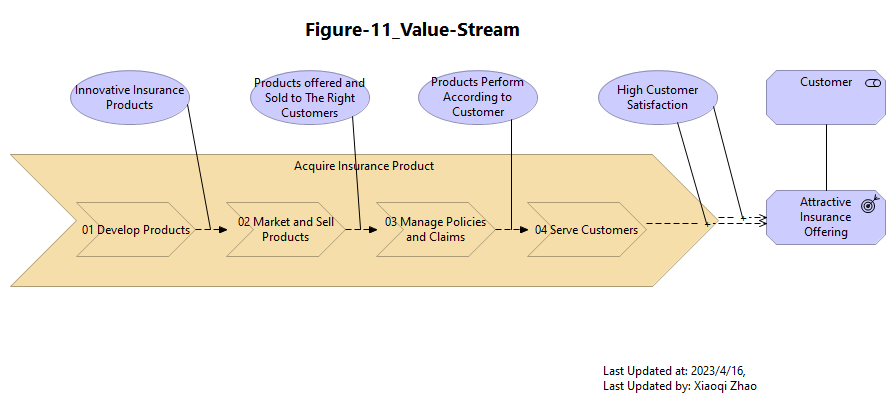 Figure-11_Value-Stream
Innovative Insurance
Products
Products offered and
Sold to The Right
Customers
Products Perform
According to
Customer
High Customer
Satisfaction
Customer
Acquire Insurance Product
01 Develop Products
02 Market and Sell
Products
03 Manage Policies
and Claims
04 Serve Customers
Attractive
Insurance
Offering
Last Updated at: 2023/4/16,
Last Updated by: Xiaoqi Zhao